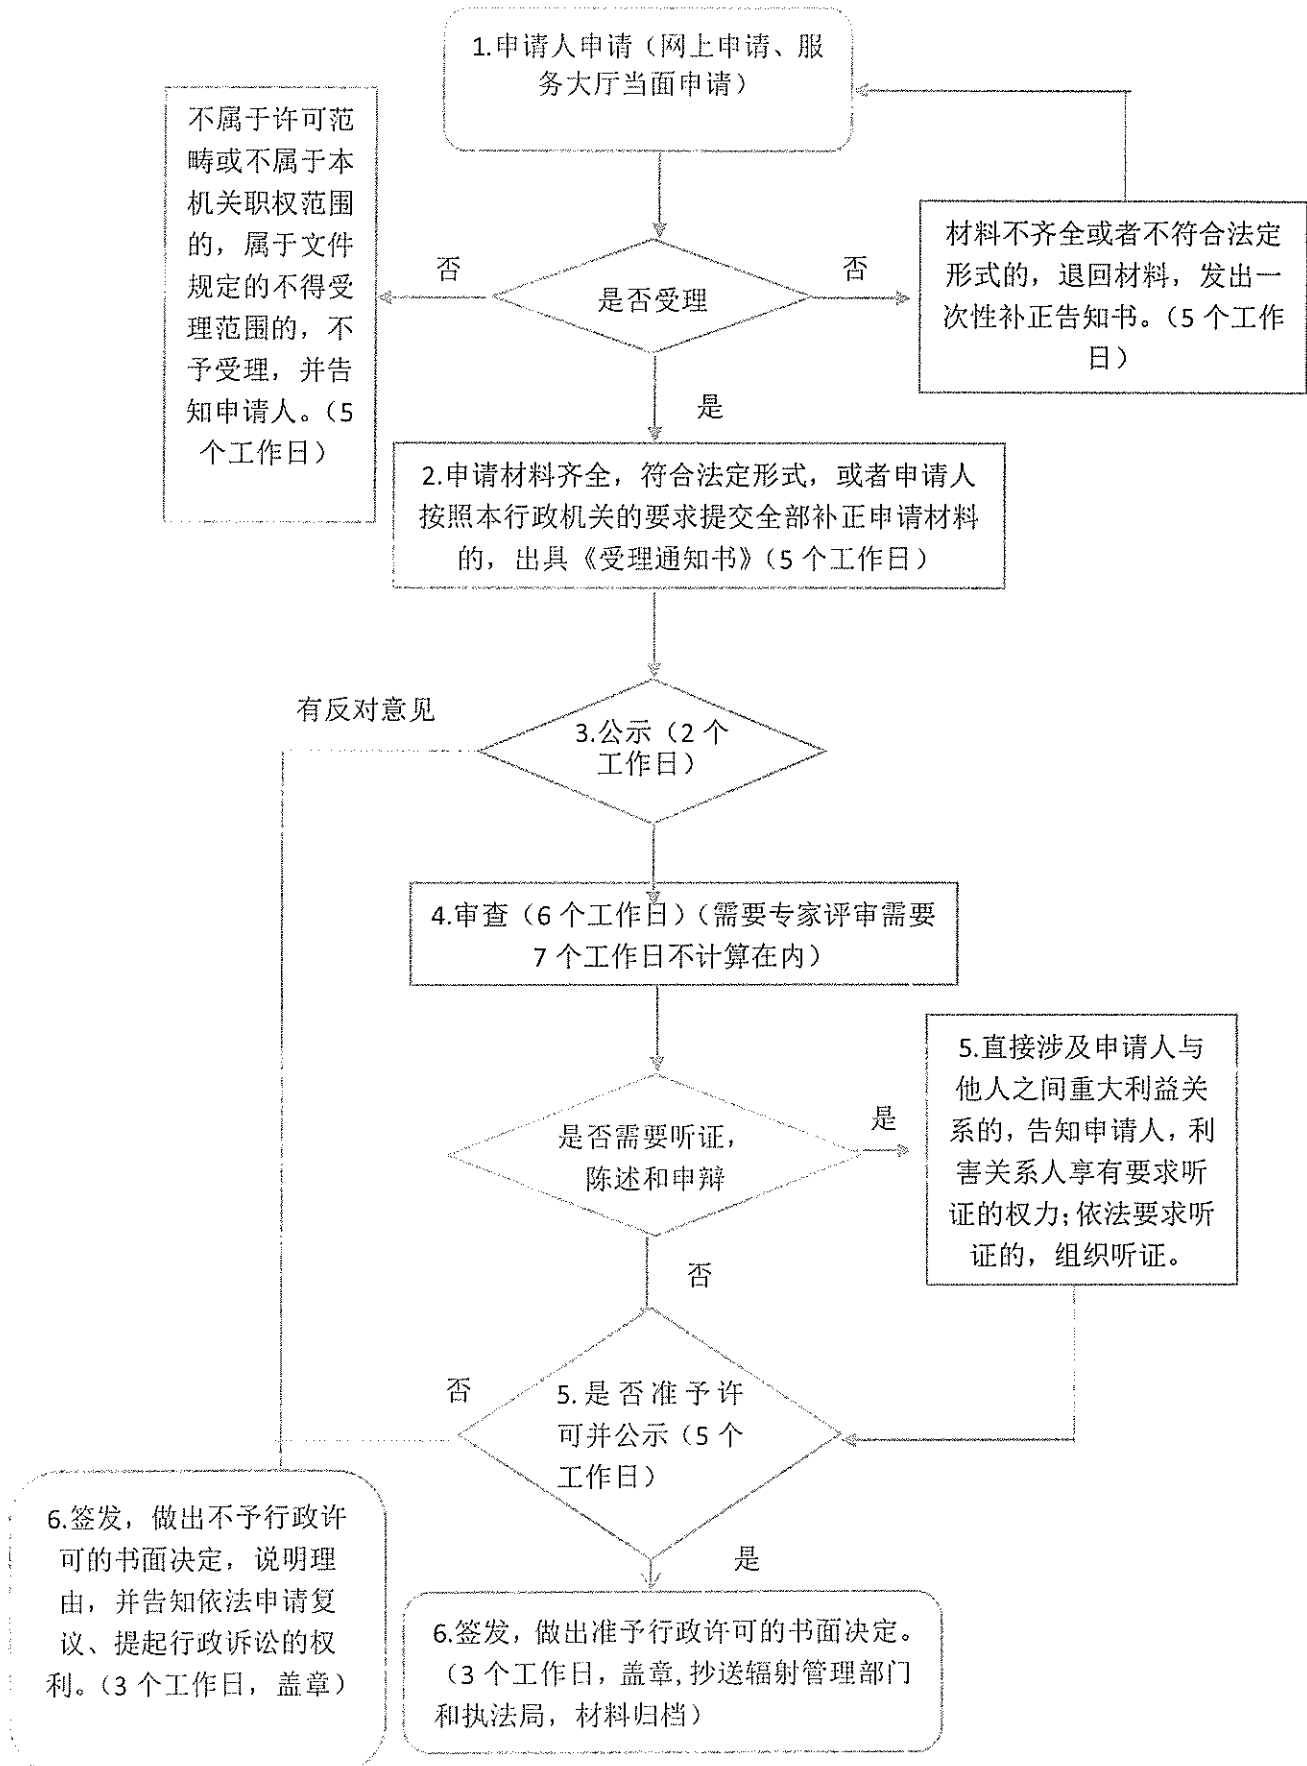 1.申请人申请（网上申请、服
务大厅当面申请）
不属于许可范
畴或不属于本
机关职权范围
的，属于文件
规定的不得受
理范围的，不
予受理，并告
知申请人。（5
个工作日）
否
是否受理
否
材料不齐全或者不符合法定
形式的，退回材料，发出一
次性补正告知书。（5 个工作
日）
是
2.申请材料齐全，符合法定形式，或者申请人
按照本行政机关的要求提交全部补正申请材料
的，出具《受理通知书》（5 个工作日）
有反对意见
3.公示（2 个
工作日）
4.审查（6 个工作日）（需要专家评审需要
7 个工作日不计算在内）
是否需要听证，
陈述和申辩
是
5.直接涉及申请人与
他人之间重大利益关
系的，告知申请人，利
害关系人享有要求听
证的权力；依法要求听
证的，组织听证。
否
否
5.是否准予许
可并公示（5 个
工作日）
是
6.签发，做出不予行政许
可的书面决定，说明理
由，并告知依法申请复
议、提起行政诉讼的权
利。（3 个工作日，盖章）
6.签发，做出准予行政许可的书面决定。
（3 个工作日，盖章,抄送辐射管理部门
和执法局，材料归档）